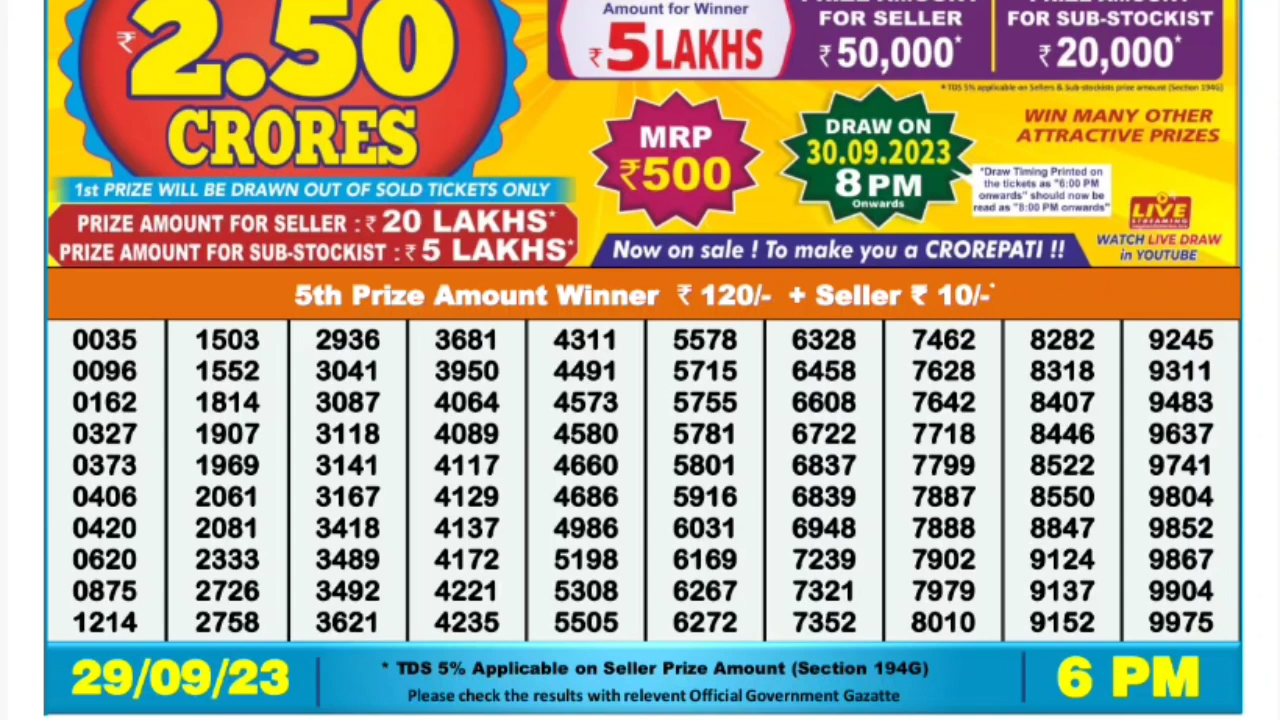 ₹ 2.50
CRORES
1st PRIZE WILL BE DRAWN OUT OF SOLD TICKETS ONLY
PRIZE AMOUNT FOR SELLER : ₹ 20 LAKHS*
PRIZE AMOUNT FOR SUB-STOCKIST : ₹ 5 LAKHS*
Amount for Winner
₹ 5 LAKHS
FOR SELLER
₹ 50,000*
FOR SUB-STOCKIST
₹ 20,000*
*TDS 5% applicable on Sellers & Sub-stockists prize amount (Section 194G)
MRP
₹500
DRAW ON
30.09.2023
8 PM
Onwards
WIN MANY OTHER
ATTRACTIVE PRIZES
"Draw Timing Printed on
the tickets as "6:00 PM
onwards" should now be
read as "8:00 PM onwards"
LIVE
STREAMING
WATCH LIVE DRAW
in YOUTUBE
Now on sale ! To make you a CROREPATI !!
5th Prize Amount Winner ₹ 120/- + Seller ₹ 10/-*
0035 1503 2936 3681 4311 5578 6328 7462 8282 9245
0096 1552 3041 3950 4491 5715 6458 7628 8318 9311
0162 1814 3087 4064 4573 5755 6608 7642 8407 9483
0327 1907 3118 4089 4580 5781 6722 7718 8446 9637
0373 1969 3141 4117 4660 5801 6837 7799 8522 9741
0406 2061 3167 4129 4686 5916 6839 7887 8550 9804
0420 2081 3418 4137 4986 6031 6948 7888 8847 9852
0620 2333 3489 4172 5198 6169 7239 7902 9124 9867
0875 2726 3492 4221 5308 6267 7321 7979 9137 9904
1214 2758 3621 4235 5505 6272 7352 8010 9152 9975
29/09/23
* TDS 5% Applicable on Seller Prize Amount (Section 194G)
Please check the results with relevent Official Government Gazatte
6 PM